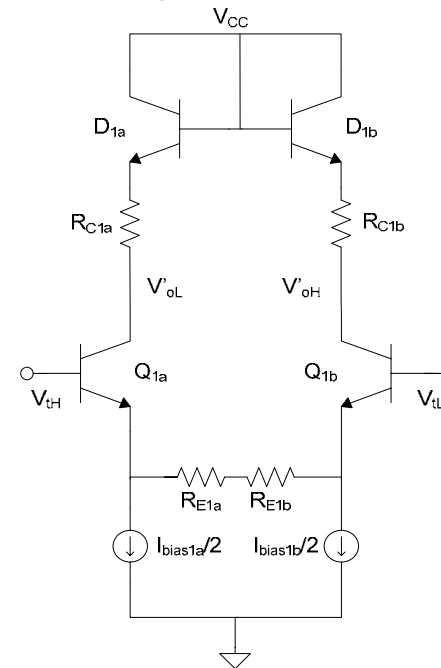 V_CC
D_1a D_1b
R_C1a R_C1b
V'_oL V'_oH
Q_1a Q_1b
V_tH V_tL
R_E1a R_E1b
I_bias1a/2 I_bias1b/2